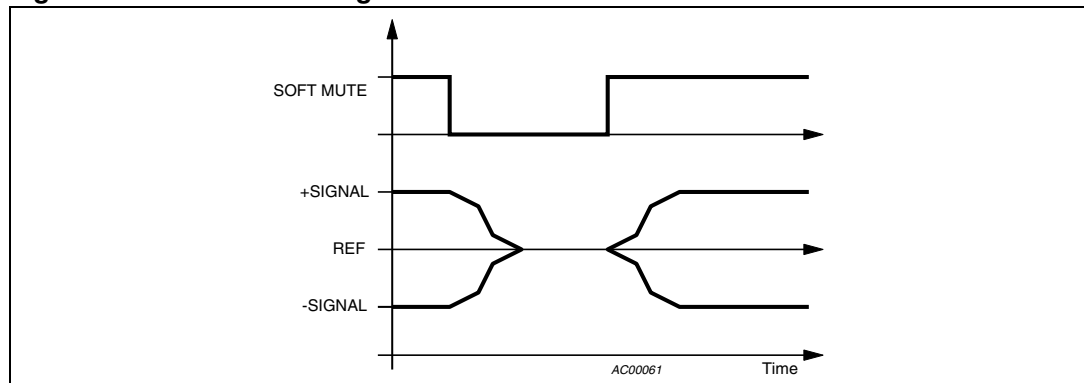 SOFT MUTE
+SIGNAL
REF
-SIGNAL
AC00061
Time